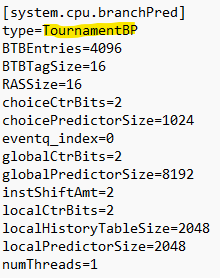 [system.cpu.branchPred]
type=TournamentBP
BTBEntries=4096
BTBTagSize=16
RASSize=16
choiceCtrBits=2
choicePredictorSize=1024
eventq_index=0
globalCtrBits=2
globalPredictorSize=8192
instShiftAmt=2
localCtrBits=2
localHistoryTableSize=2048
localPredictorSize=2048
numThreads=1